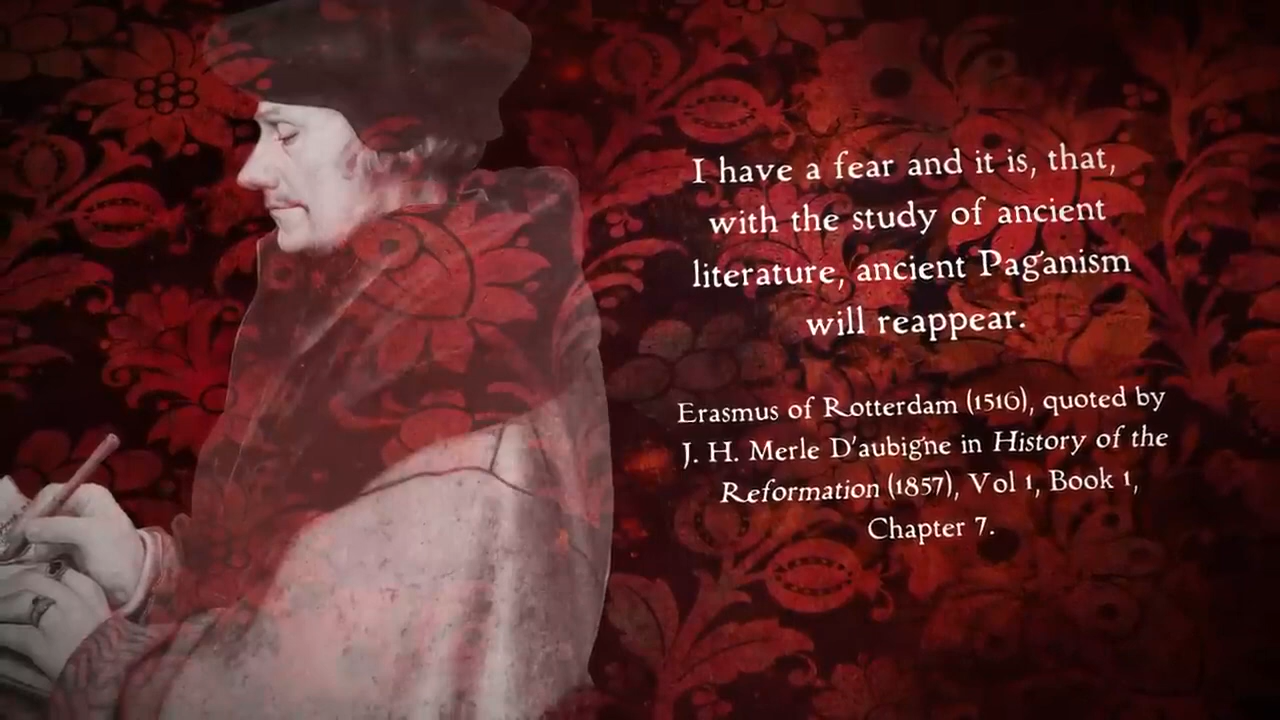 I have a fear and it is, that,
with the study of ancient
literature, ancient Paganism
will reappear.
Erasmus of Rotterdam (1516), quoted by
J. H. Merle D'aubigne in History of the
Reformation (1857), Vol 1, Book 1,
Chapter 7.